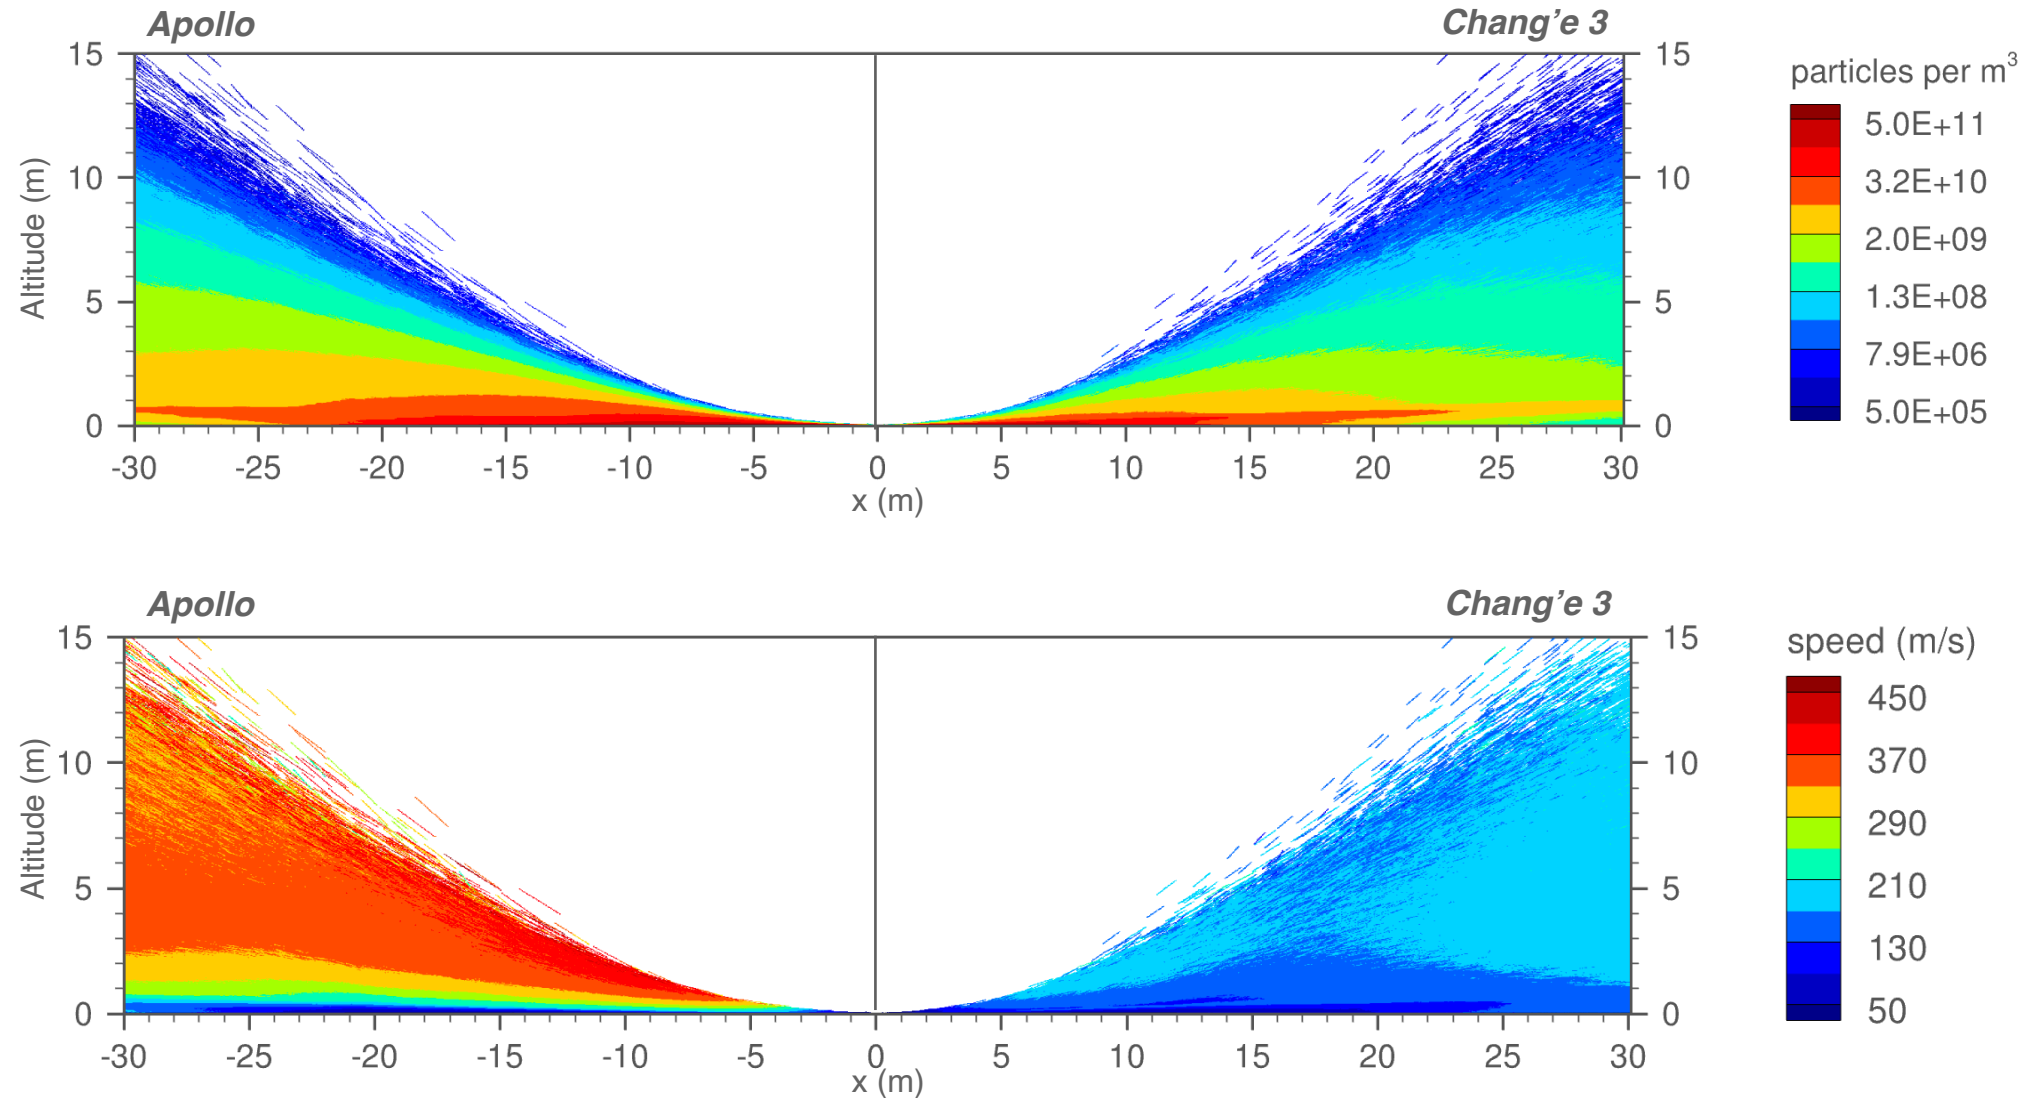 Apollo Chang’e 3
15 15
particles per m³
5.0E+11
3.2E+10
2.0E+09
1.3E+08
7.9E+06
5.0E+05
Altitude (m)
10 10
5 5
0 0
-30 -25 -20 -15 -10 -5 0 5 10 15 20 25 30
x (m)
Apollo Chang’e 3
15 15
speed (m/s)
450
370
290
210
130
50
Altitude (m)
10 10
5 5
0 0
-30 -25 -20 -15 -10 -5 0 5 10 15 20 25 30
x (m)